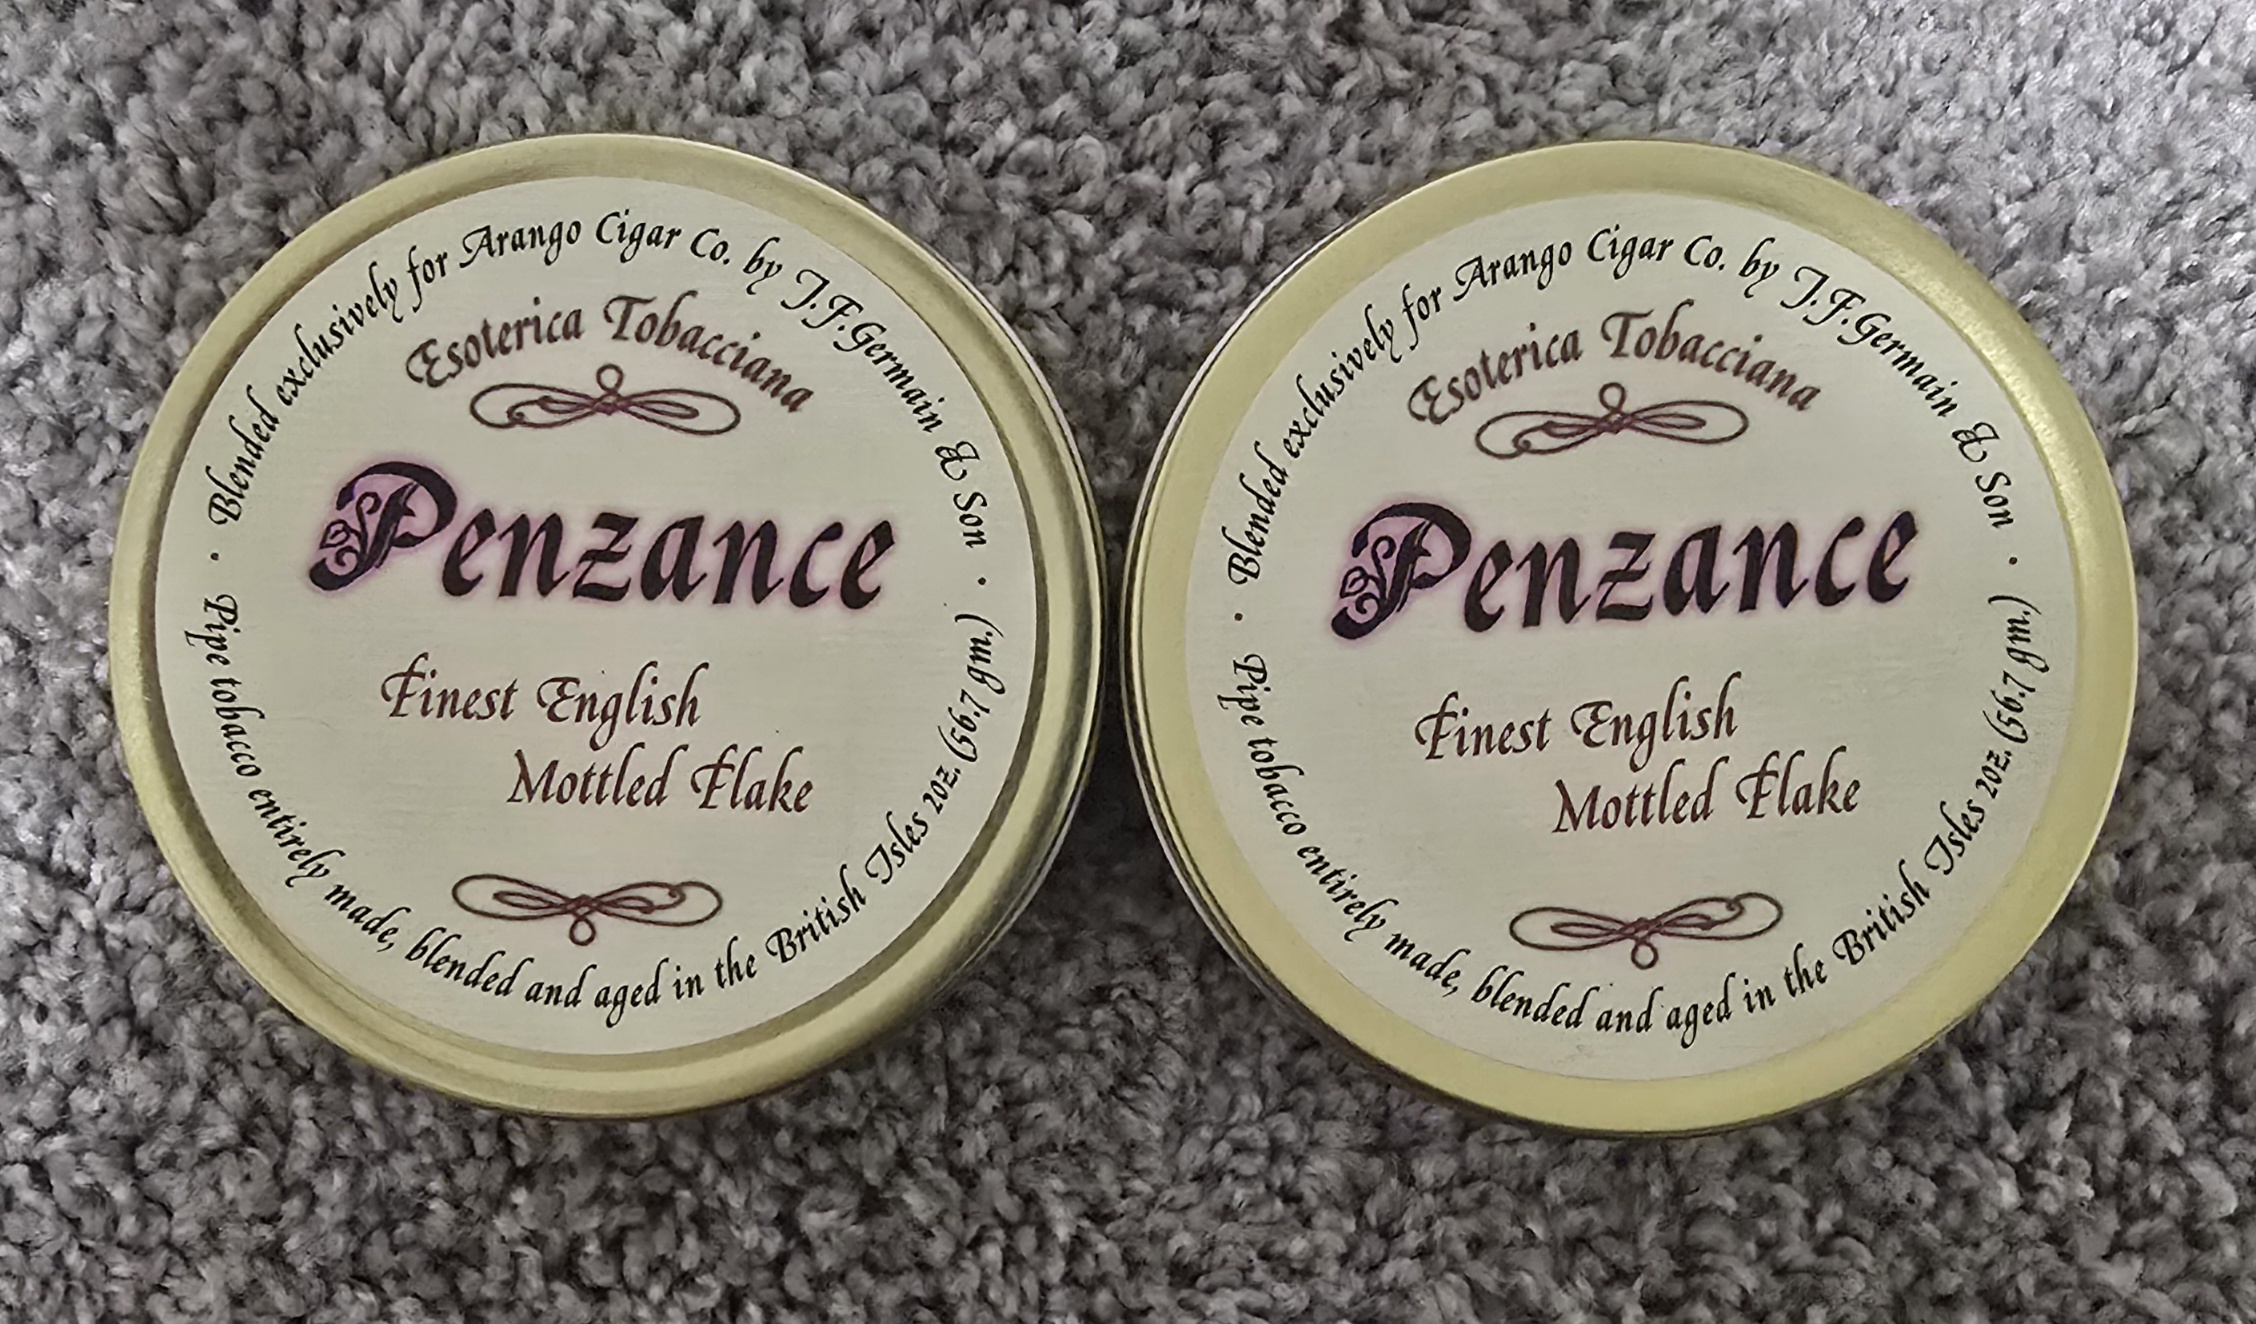 Blended exclusively for Arango Cigar Co. by J.F.Germain & Son
Esoterica Tobacciana
Penzance
Finest English
Mottled Flake
Pipe tobacco entirely made, blended and aged in the British Isles 2oz. (56.7 gm.)
Blended exclusively for Arango Cigar Co. by J.F.Germain & Son
Esoterica Tobacciana
Penzance
Finest English
Mottled Flake
Pipe tobacco entirely made, blended and aged in the British Isles 2oz. (56.7 gm.)